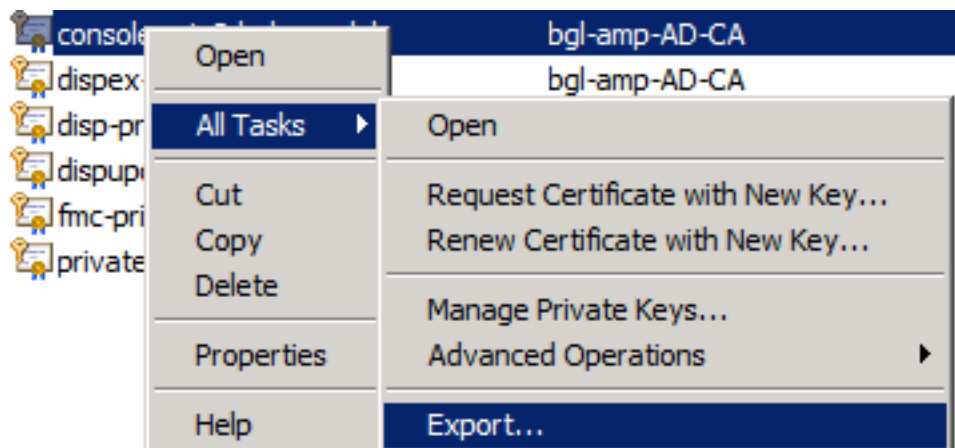 console bgl-amp-AD-CA
dispex- bgl-amp-AD-CA
disp-pr
dispup
fmc-pri
private
Open
All Tasks
Cut
Copy
Delete
Properties
Help
Open
Request Certificate with New Key...
Renew Certificate with New Key...
Manage Private Keys...
Advanced Operations
Export...